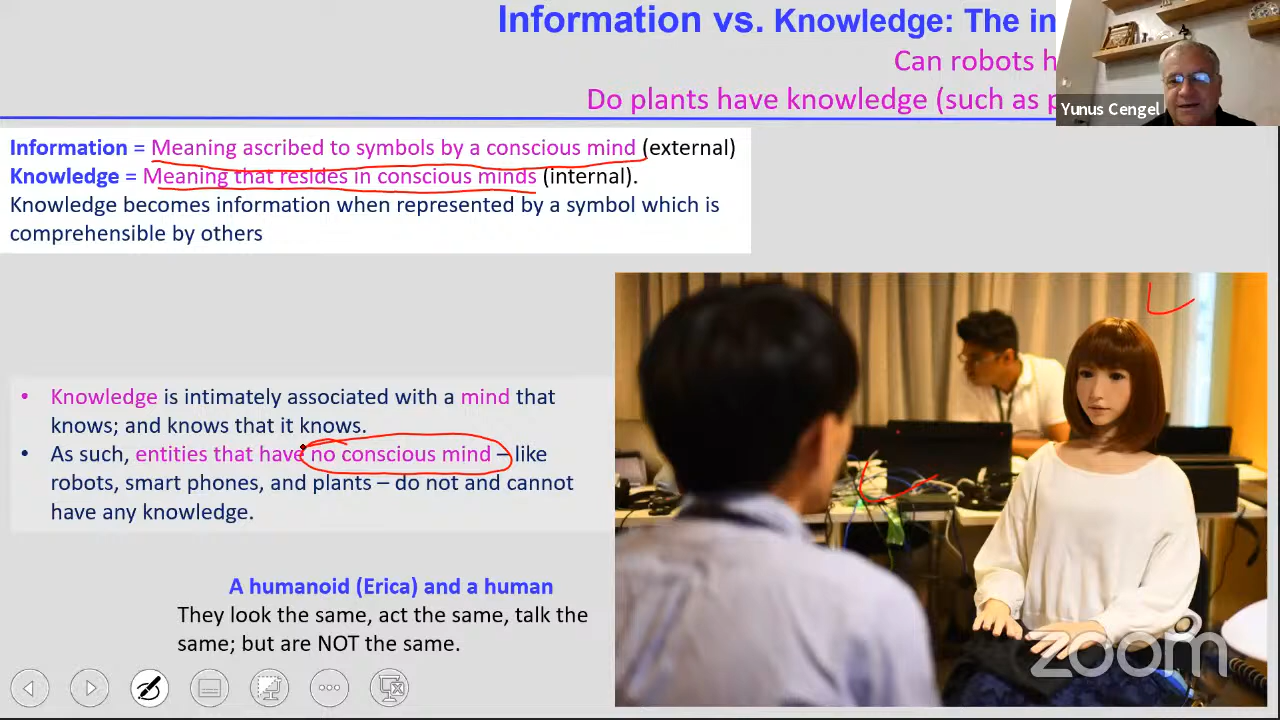 Information vs. Knowledge: The in
Can robots h
Do plants have knowledge (such as
Yunus Cengel
Information = Meaning ascribed to symbols by a conscious mind (external)
Knowledge = Meaning that resides in conscious minds (internal).
Knowledge becomes information when represented by a symbol which is
comprehensible by others
• Knowledge is intimately associated with a mind that
knows; and knows that it knows.
• As such, entities that have no conscious mind – like
robots, smart phones, and plants – do not and cannot
have any knowledge.
A humanoid (Erica) and a human
They look the same, act the same, talk the
same; but are NOT the same.
zoom